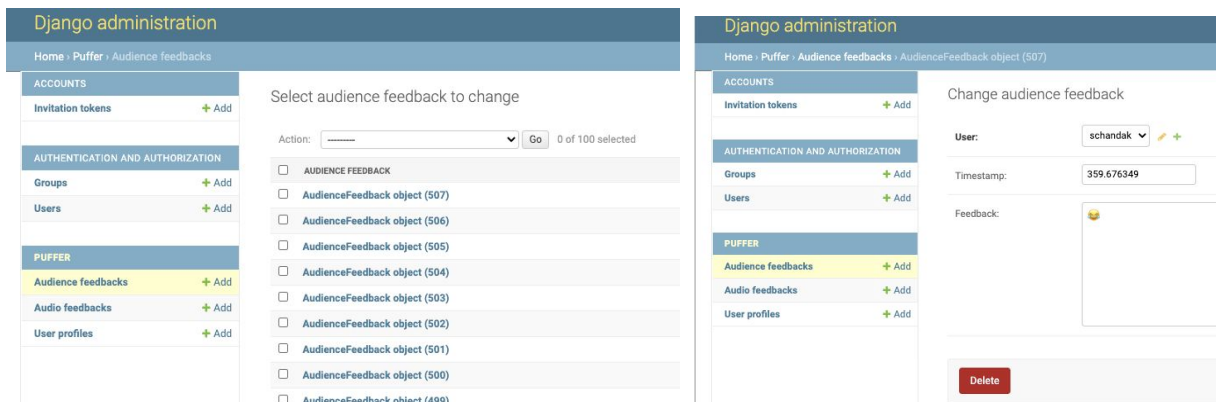 Django administration
Home › Puffer › Audience feedbacks
ACCOUNTS
Invitation tokens + Add
AUTHENTICATION AND AUTHORIZATION
Groups + Add
Users + Add
PUFFER
Audience feedbacks + Add
Audio feedbacks + Add
User profiles + Add
Select audience feedback to change
Action: --------- Go 0 of 100 selected
AUDIENCE FEEDBACK
AudienceFeedback object (507)
AudienceFeedback object (506)
AudienceFeedback object (505)
AudienceFeedback object (504)
AudienceFeedback object (503)
AudienceFeedback object (502)
AudienceFeedback object (501)
AudienceFeedback object (500)
AudienceFeedback object (499)
Django administration
Home › Puffer › Audience feedbacks › AudienceFeedback object (507)
ACCOUNTS
Invitation tokens + Add
AUTHENTICATION AND AUTHORIZATION
Groups + Add
Users + Add
PUFFER
Audience feedbacks + Add
Audio feedbacks + Add
User profiles + Add
Change audience feedback
User: schandak
Timestamp: 359.676349
Feedback: 😂
Delete